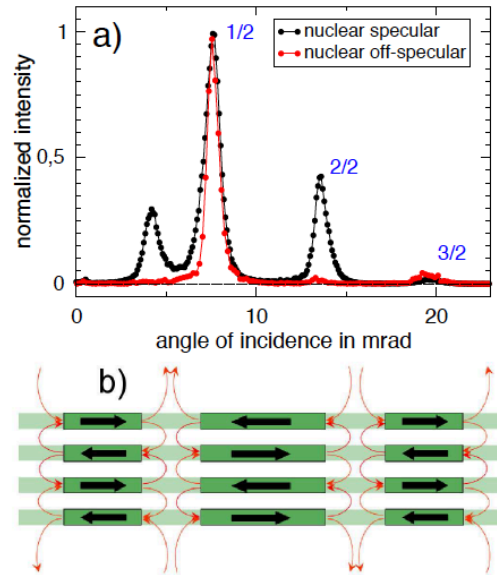 a)
1/2
nuclear specular
nuclear off-specular
2/2
3/2
normalized intensity
1
0,5
0
0
10
20
angle of incidence in mrad
b)